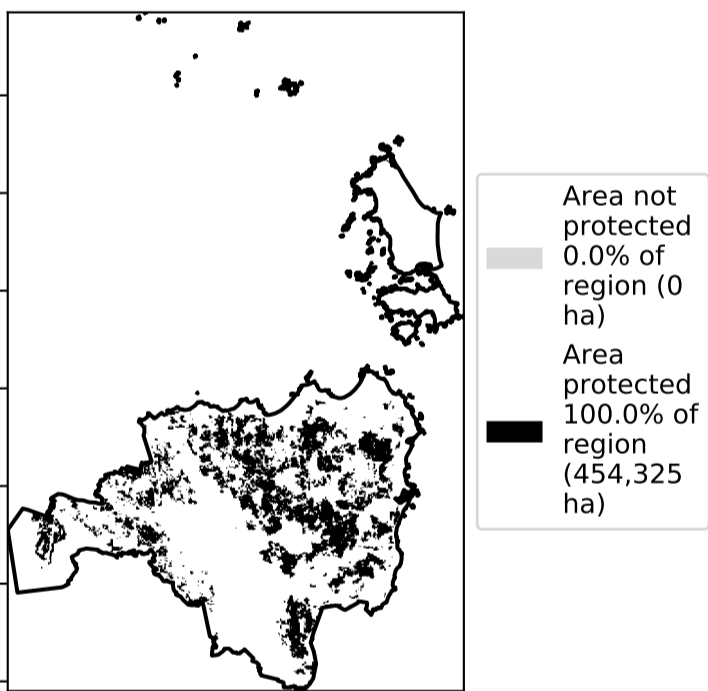 Area not
protected
0.0% of
region (0
ha)
Area
protected
100.0% of
region
(454,325
ha)